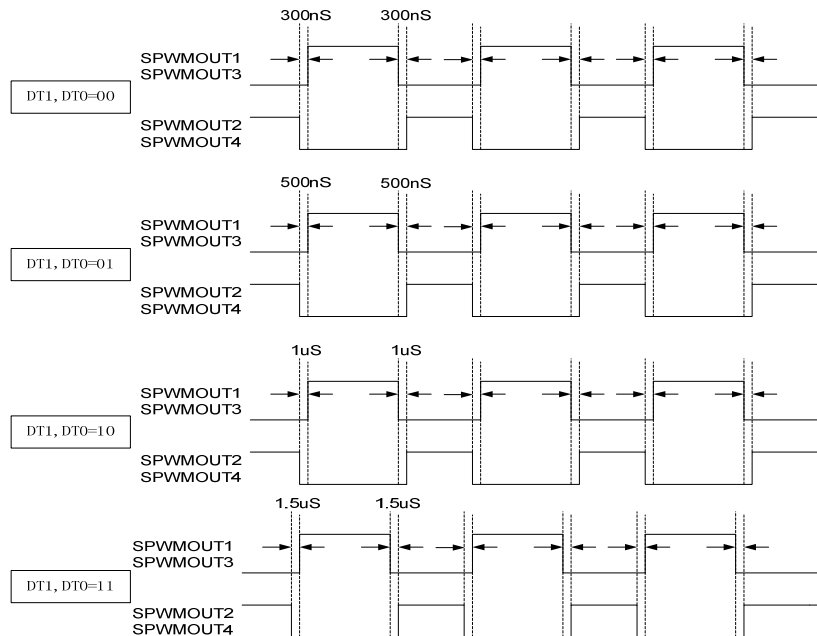 300nS 300nS
SPWMOUT1
SPWMOUT3
DT1, DT0=00
SPWMOUT2
SPWMOUT4
500nS 500nS
SPWMOUT1
SPWMOUT3
DT1, DT0=01
SPWMOUT2
SPWMOUT4
1uS 1uS
SPWMOUT1
SPWMOUT3
DT1, DT0=10
SPWMOUT2
SPWMOUT4
1.5uS 1.5uS
SPWMOUT1
SPWMOUT3
DT1, DT0=11
SPWMOUT2
SPWMOUT4